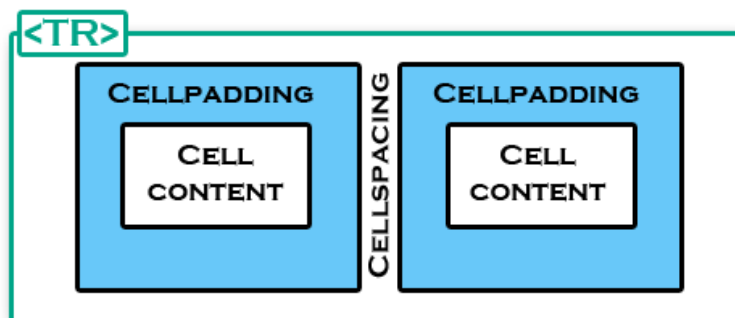 <TR>
CELLPADDING
CELL
CONTENT
CELLSPACING
CELLPADDING
CELL
CONTENT